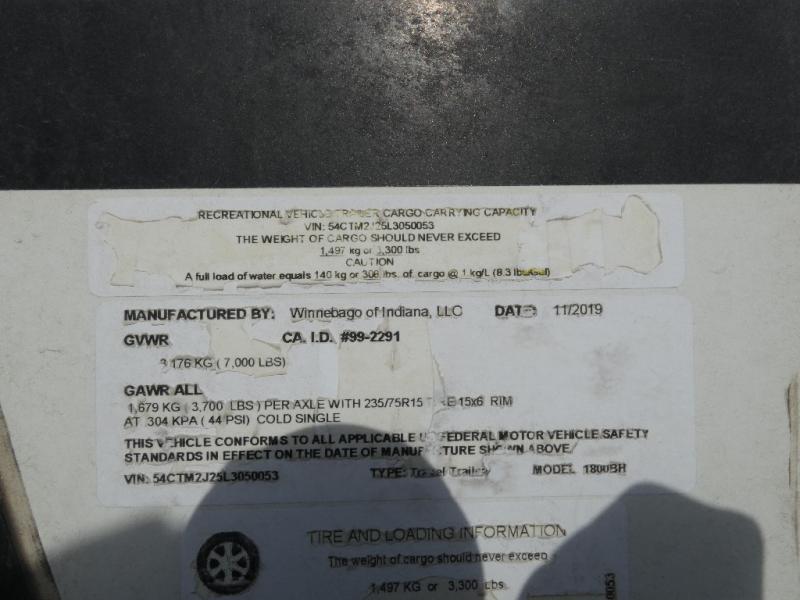 RECREATIONAL VEHICLE TRAILER CARGO CARRYING CAPACITY
VIN: 54CTM2J25L3050053
THE WEIGHT OF CARGO SHOULD NEVER EXCEED
1,497 kg or 3,300 lbs
CAUTION
A full load of water equals 140 kg or 308 lbs. of cargo @ 1 kg/L (8.3 lbs/Gal)
MANUFACTURED BY: Winnebago of Indiana, LLC DATE: 11/2019
GVWR CA. I.D. #99-2291
3,176 KG ( 7,000 LBS)
GAWR ALL
1,679 KG ( 3,700 LBS ) PER AXLE WITH 235/75R15 TIRE 15x6 RIM
AT 304 KPA ( 44 PSI) COLD SINGLE
THIS VEHICLE CONFORMS TO ALL APPLICABLE FEDERAL MOTOR VEHICLE SAFETY
STANDARDS IN EFFECT ON THE DATE OF MANUFACTURE SHOWN ABOVE
VIN: 54CTM2J25L3050053 TYPE: Travel Trailer MODEL 1800BH
TIRE AND LOADING INFORMATION
The weight of cargo should never exceed
1,497 KG or 3,300 Lbs
0053